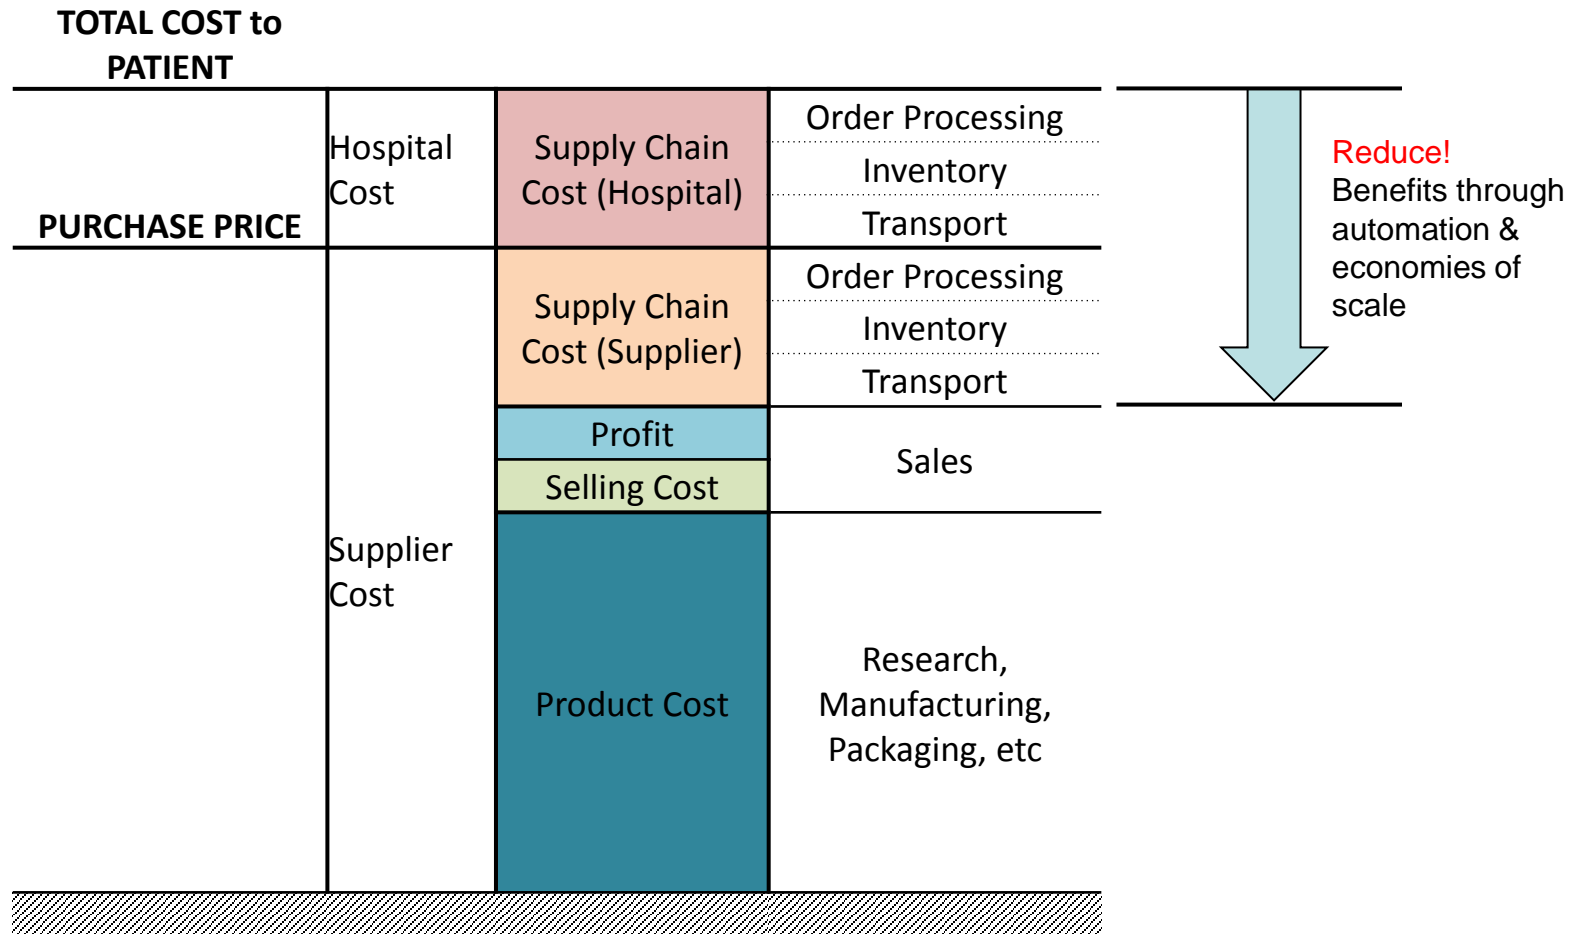 TOTAL COST to
PATIENT
Hospital
Cost
PURCHASE PRICE
Supply Chain
Cost (Hospital)
Order Processing
Inventory
Transport
Reduce!
Benefits through
automation &
economies of
scale
Supplier
Cost
Supply Chain
Cost (Supplier)
Order Processing
Inventory
Transport
Profit
Selling Cost
Sales
Product Cost
Research,
Manufacturing,
Packaging, etc